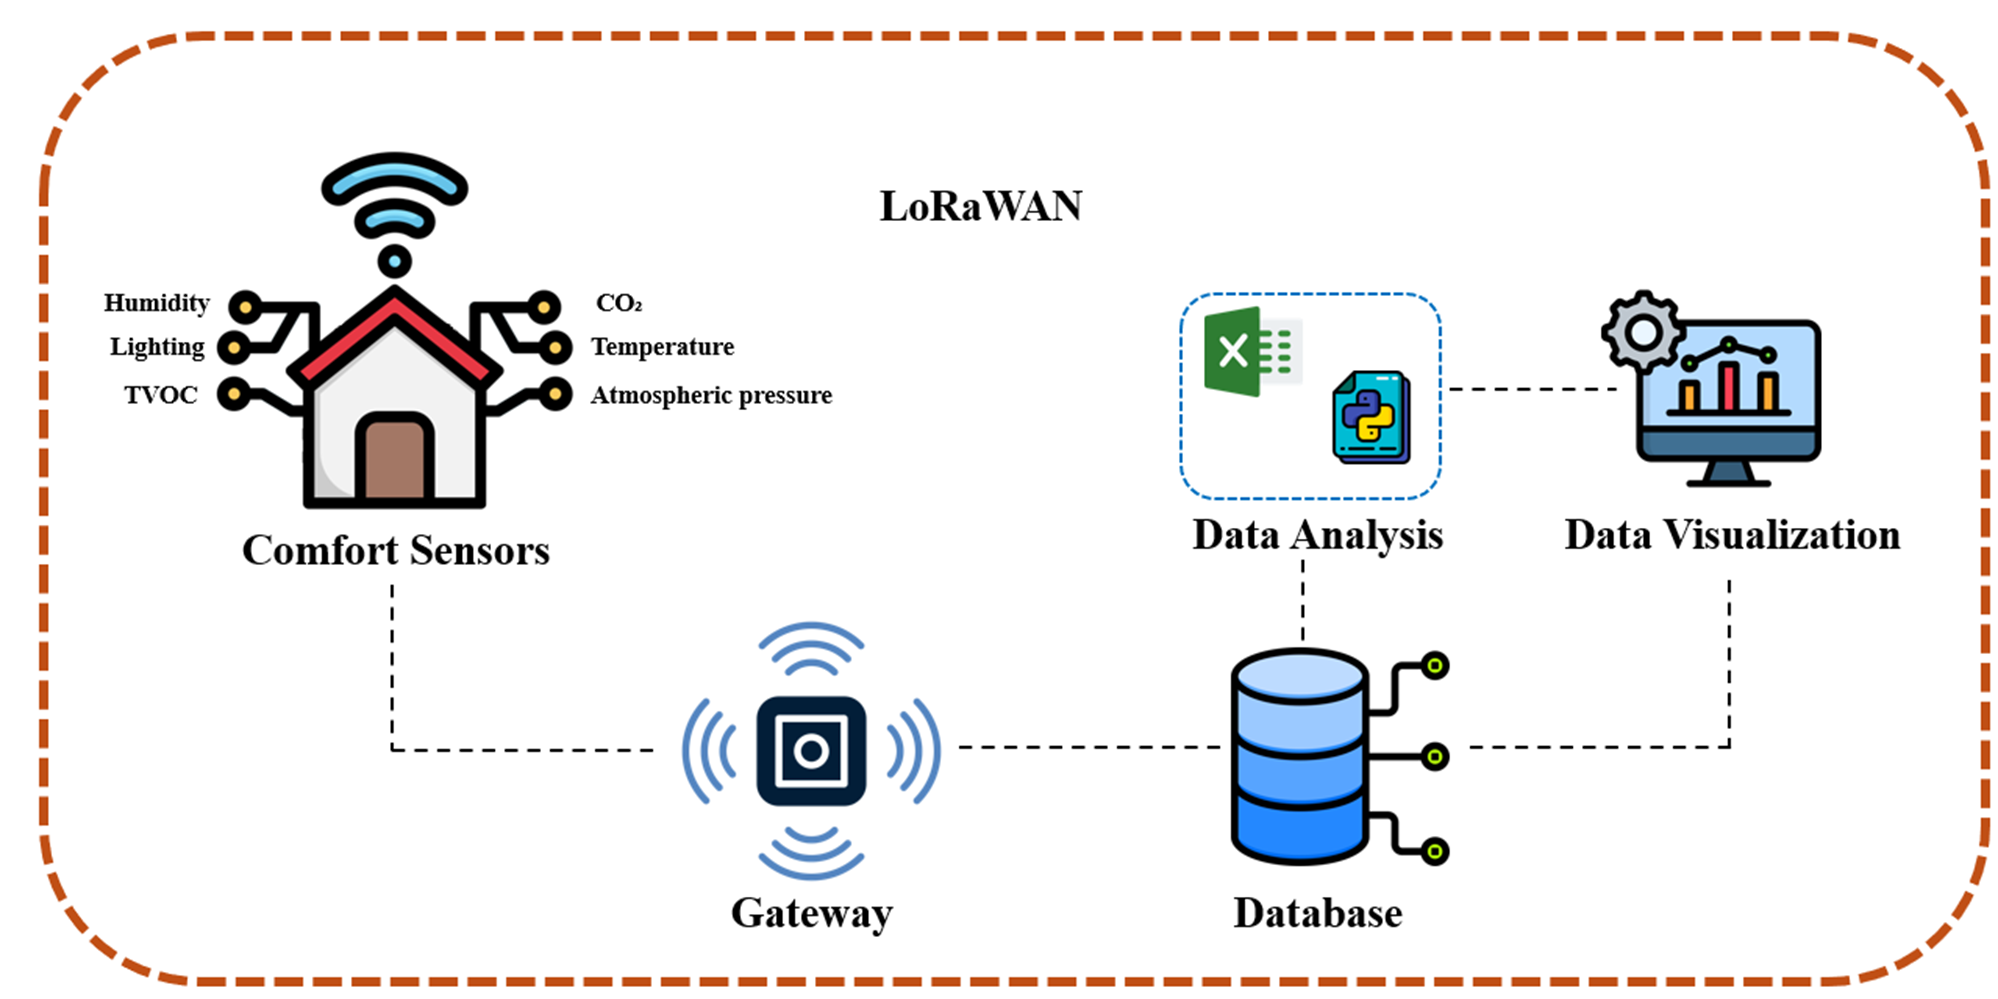 LoRaWAN
Humidity
Lighting
TVOC
CO₂
Temperature
Atmospheric pressure
Comfort Sensors
X
Data Analysis
Data Visualization
Gateway
Database